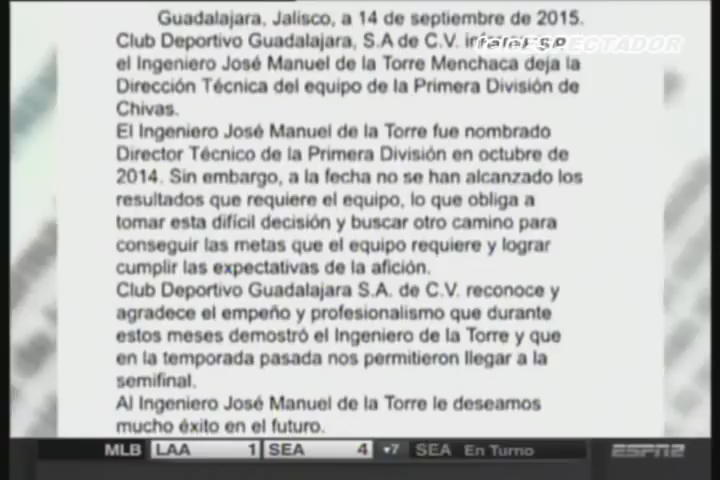 Guadalajara, Jalisco, a 14 de septiembre de 2015.
Club Deportivo Guadalajara, S.A de C.V.
ESPECTADOR
el Ingeniero José Manuel de la Torre Menchaca deja la
Dirección Técnica del equipo de la Primera División de
Chivas.
El Ingeniero José Manuel de la Torre fue nombrado
Director Técnico de la Primera División en octubre de
2014. Sin embargo, a la fecha no se han alcanzado los
resultados que requiere el equipo, lo que obliga a
tomar esta difícil decisión y buscar otro camino para
conseguir las metas que el equipo requiere y lograr
cumplir las expectativas de la afición.
Club Deportivo Guadalajara S.A. de C.V. reconoce y
agradece el empeño y profesionalismo que durante
estos meses demostró el Ingeniero de la Torre y que
en la temporada pasada nos permitieron llegar a la
semifinal.
Al Ingeniero José Manuel de la Torre le deseamos
mucho éxito en el futuro.
MLB LAA 1 SEA 4 ▾7 SEA En Turno ESPN2